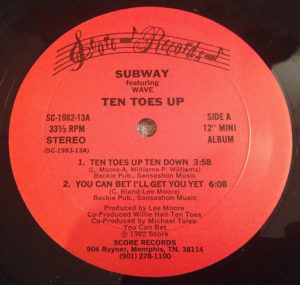 Score Records
SUBWAY
featuring
WAVE
TEN TOES UP
SC-1982-13A
33⅓ RPM
STEREO
(SC-1983-13A)
SIDE A
12" MINI
ALBUM
1. TEN TOES UP TEN DOWN 3:58
(L. Moore-A. Williams-P. Williams)
Beckie Pub., Sansashon Music
2. YOU CAN BET I'LL GET YOU YET 6:08
(C. Bland-Lee Moore)
Beckie Pub., Sansashon Music
Produced by Lee Moore
Co-Produced Willie Hall-Ten Toes
Co-Produced by Michael Toles-
You Can Bet
℗ 1982 Score
SCORE RECORDS
904 Rayner, Memphis, TN. 38114
(901) 278-1100